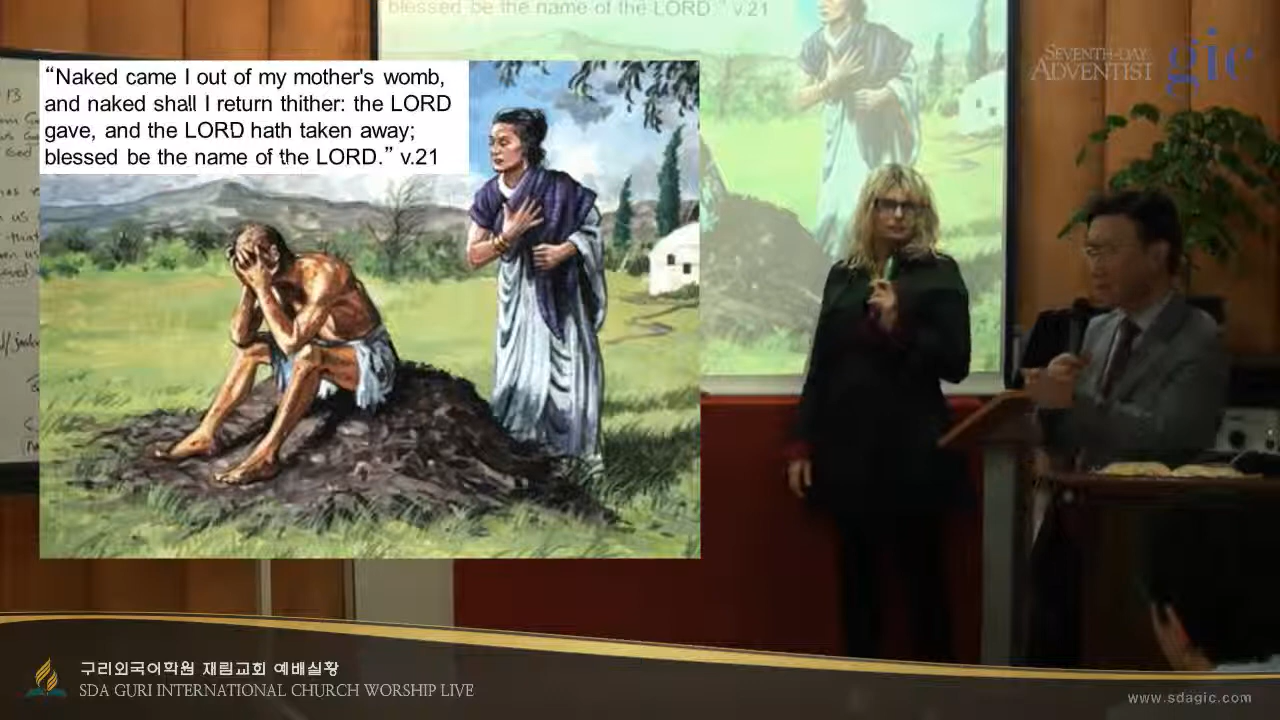 blessed be the name of the LORD." v.21
SEVENTH-DAY
ADVENTIST gic
“Naked came I out of my mother's womb,
and naked shall I return thither: the LORD
gave, and the LORD hath taken away;
blessed be the name of the LORD.” v.21
13
God
us
구리외국어학원 재림교회 예배실황
SDA GURI INTERNATIONAL CHURCH WORSHIP LIVE
www.sdagic.com